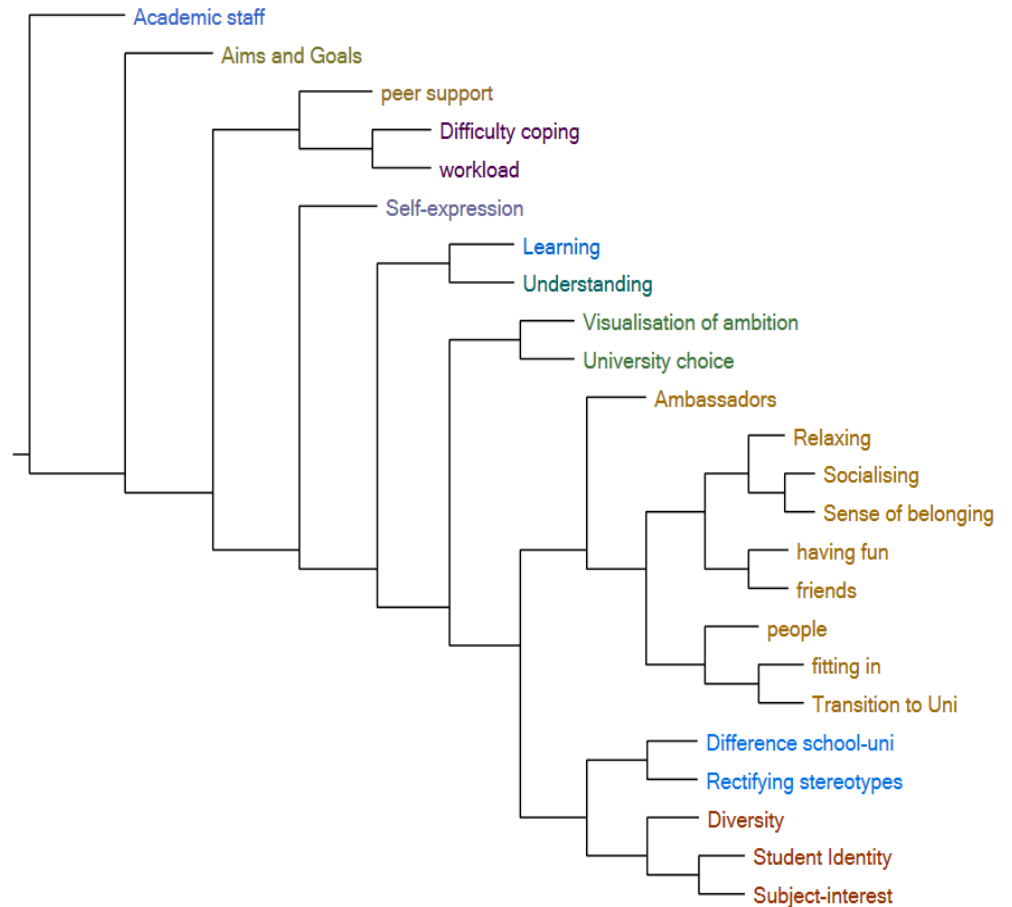 Academic staff
Aims and Goals
peer support
Difficulty coping
workload
Self-expression
Learning
Understanding
Visualisation of ambition
University choice
Ambassadors
Relaxing
Socialising
Sense of belonging
having fun
friends
people
fitting in
Transition to Uni
Difference school-uni
Rectifying stereotypes
Diversity
Student Identity
Subject-interest